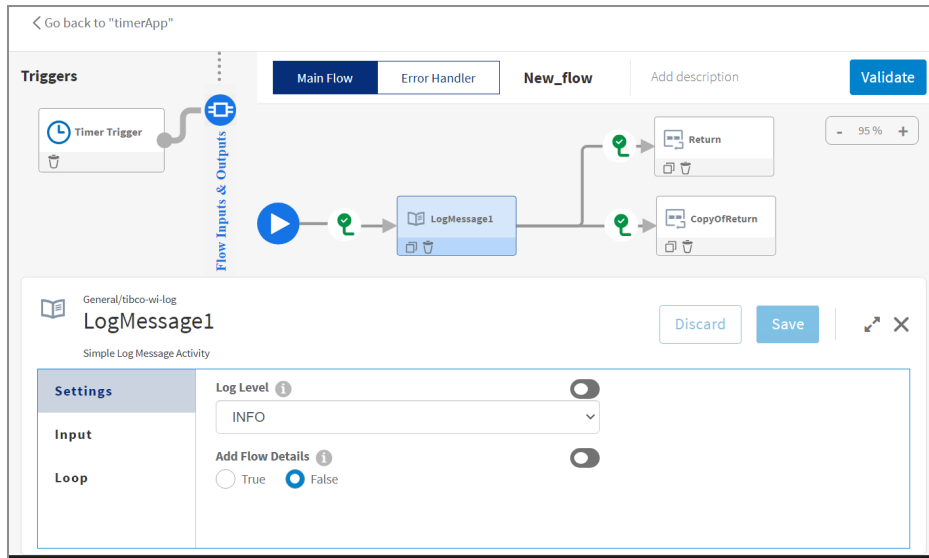 Go back to "timerApp"
Triggers
Main Flow
Error Handler
New_flow
Add description
Validate
Timer Trigger
Flow Inputs & Outputs
Return
- 95 % +
LogMessage1
CopyOfReturn
General/tibco-wi-log
LogMessage1
Simple Log Message Activity
Discard
Save
Settings
Input
Loop
Log Level
INFO
Add Flow Details
True
False